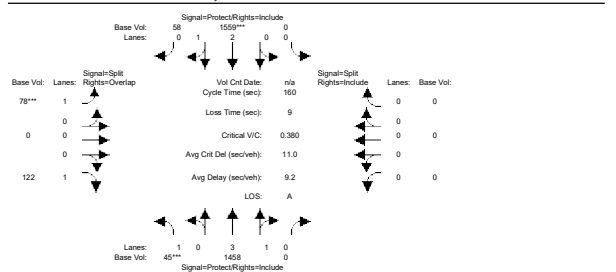 Signal=Protect/Rights=Include
Base Vol: 58 1559*** 0
Lanes: 0 1 2 0 0
Signal=Split
Base Vol: Lanes: Rights=Overlap
Vol Cnt Date: n/a
Signal=Split
Rights=Include Lanes: Base Vol:
Cycle Time (sec): 160
78*** 1 0 0
0 Loss Time (sec): 9 0
0 0 Critical V/C: 0.380 0 0
0 Avg Crit Del (sec/veh): 11.0 0
122 1 Avg Delay (sec/veh): 9.2 0 0
LOS: A
Lanes: 1 0 3 1 0
Base Vol: 45*** 1458 0
Signal=Protect/Rights=Include